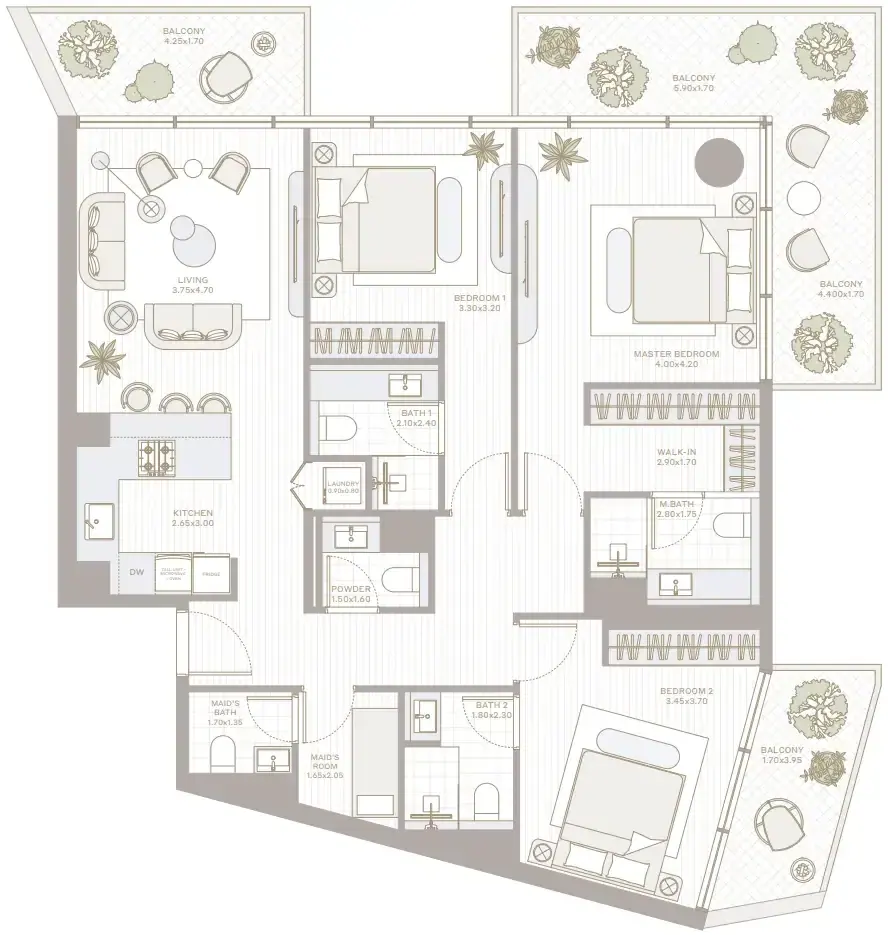 BALCONY
4.25x1.70
BALCONY
5.90x1.70
LIVING
3.75x4.70
BEDROOM 1
3.30x3.20
BALCONY
4.400x1.70
MASTER BEDROOM
4.00x4.20
BATH 1
2.10x2.40
WALK-IN
2.90x1.70
LAUNDRY
0.90x0.80
KITCHEN
2.65x3.00
M.BATH
2.80x1.75
DW
FRIDGE
POWDER
1.50x1.60
BEDROOM 2
3.45x3.70
MAID'S
BATH
1.70x1.35
BATH 2
1.80x2.30
MAID'S
ROOM
1.65x2.05
BALCONY
1.70x3.95